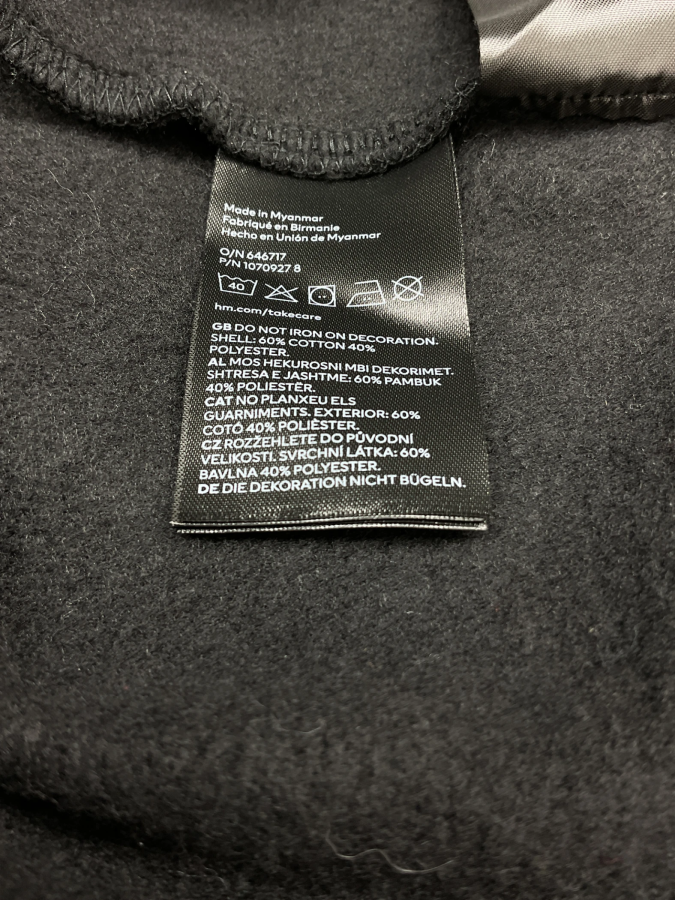 Made in Myanmar
Fabriqué en Birmanie
Hecho en Unión de Myanmar
O/N 646717
P/N 1070927 8
40
hm.com/takecare
GB DO NOT IRON ON DECORATION.
SHELL: 60% COTTON 40%
POLYESTER.
AL MOS HEKUROSNI MBI DEKORIMET.
SHTRESA E JASHTME: 60% PAMBUK
40% POLIESTËR.
CAT NO PLANXEU ELS
GUARNIMENTS. EXTERIOR: 60%
COTÓ 40% POLIÈSTER.
CZ ROZŽEHLETE DO PŮVODNÍ
VELIKOSTI. SVRCHNÍ LÁTKA: 60%
BAVLNA 40% POLYESTER.
DE DIE DEKORATION NICHT BÜGELN.